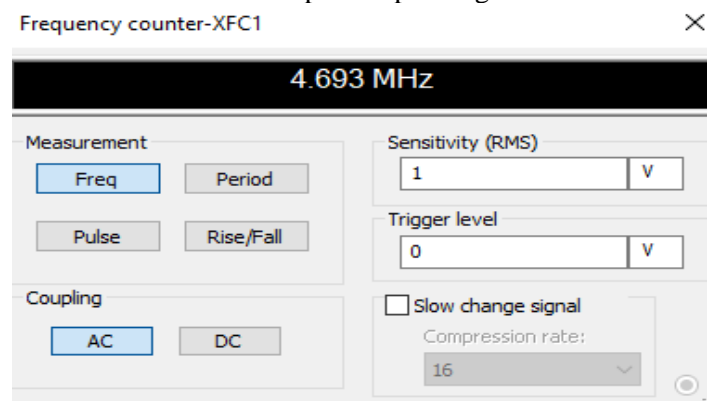 Frequency counter-XFC1
4.693 MHz
Measurement
Freq Period
Pulse Rise/Fall
Coupling
AC DC
Sensitivity (RMS)
1 V
Trigger level
0 V
Slow change signal
Compression rate:
16